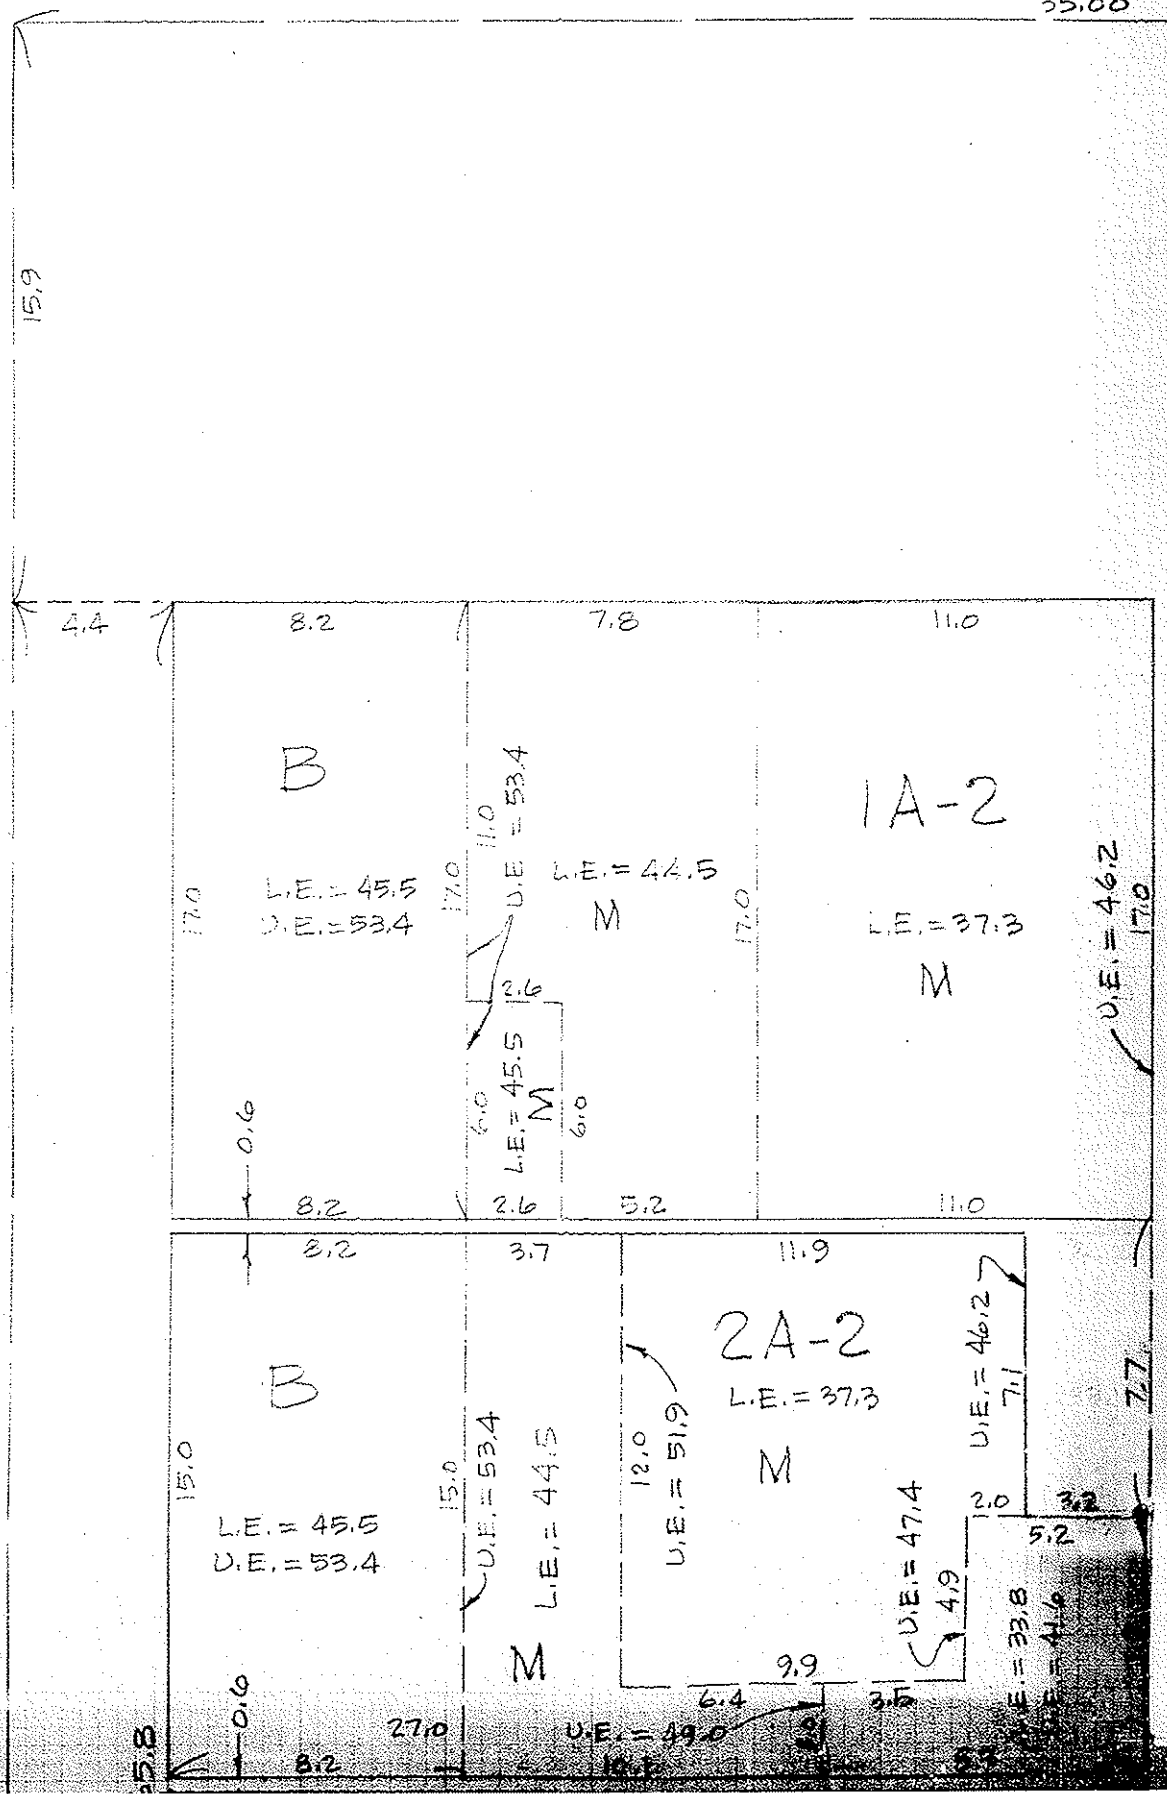 15.9
4.4
8.2
7.8
11.0
B
1A-2
17.0
L.E. = 45.5
U.E. = 53.4
17.0
11.0
U.E = 53.4
L.E. = 44.5
M
17.0
L.E. = 37.3
M
U.E. = 46.2
17.0
2.6
6.0
L.E. = 45.5
M
6.0
0.6
8.2
2.6
5.2
11.0
8.2
3.7
11.9
B
2A-2
L.E. = 37.3
M
15.0
L.E. = 45.5
U.E. = 53.4
15.0
U.E. = 53.4
L.E. = 44.5
M
12.0
U.E. = 51.9
U.E. = 46.2
7.1
7.7
2.0
3.2
5.2
U.E. = 47.4
4.9
9.9
6.4
3.5
0.6
27.0
U.E. = 49.0
8.2